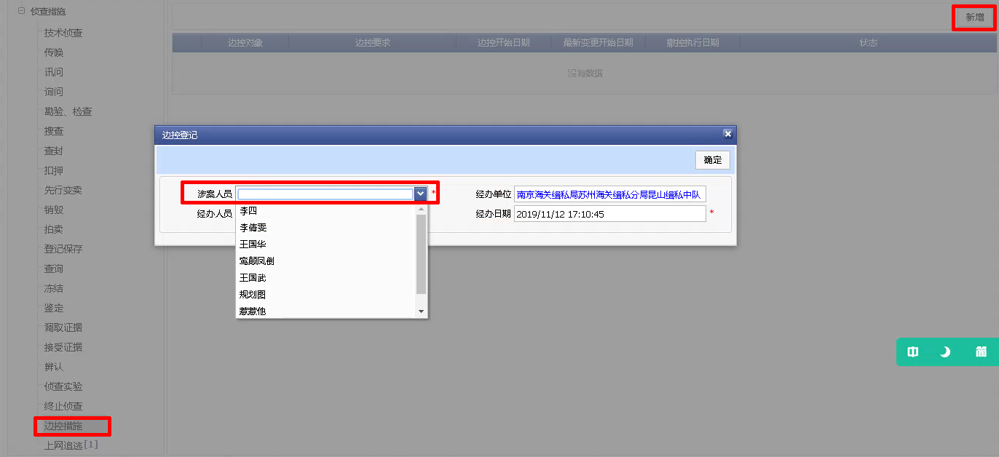 侦查措施
技术侦查
传唤
讯问
询问
勘验、检查
搜查
查封
扣押
先行变卖
销毁
拍卖
登记保存
查询
冻结
鉴定
调取证据
接受证据
辨认
侦查实验
终止侦查
边控措施
上网追逃[1]
新增
边控对象 边控要求 边控开始日期 最新变更开始日期 撤控执行日期 状态
没有数据
边控登记
确定
涉案人员 * 经办单位 南京海关缉私局苏州海关缉私分局昆山缉私中队
经办人员 经办日期 2019/11/12 17:10:45 *
李四
李倩雯
王国华
鸾颠凤倒
王国武
规划图
惹惹他
中 简